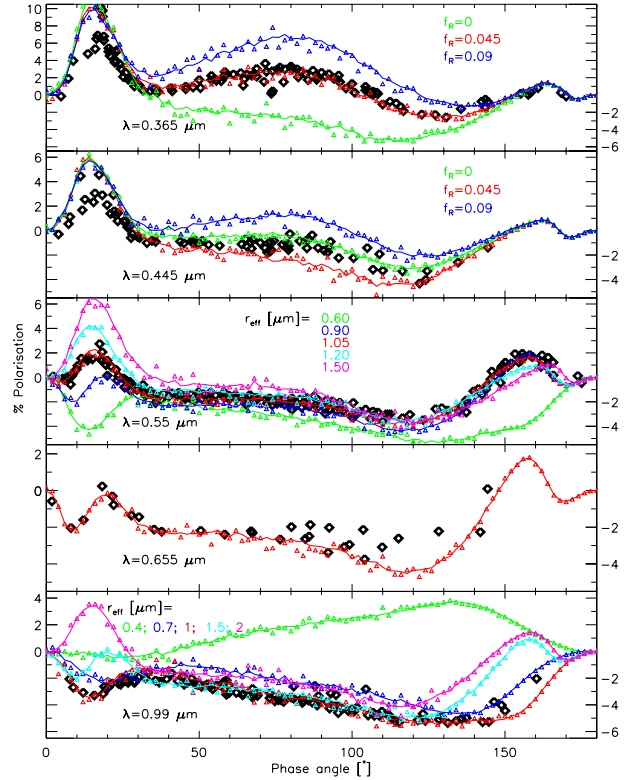 10
8
6
4
2
0
-2
-4
f_R=0
f_R=0.045
f_R=0.09
λ=0.365 μm
6
4
2
0
-2
-4
f_R=0
f_R=0.045
f_R=0.09
λ=0.445 μm
% Polarisation
6
4
2
0
-2
-4
r_eff [μm]= 0.60
0.90
1.05
1.20
1.50
λ=0.55 μm
2
0
-2
-4
λ=0.655 μm
4
2
0
-2
-4
-6
r_eff [μm]=
0.4; 0.7; 1; 1.5; 2
λ=0.99 μm
0 50 100 150
Phase angle [°]